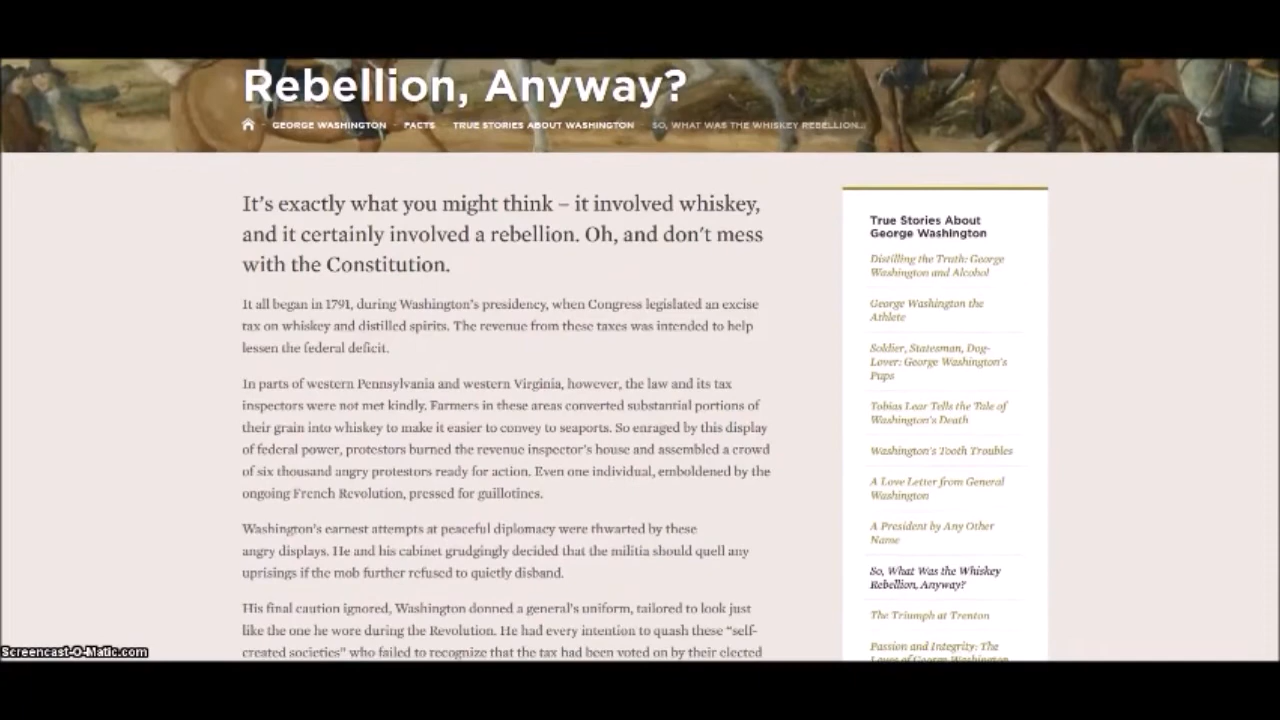 Rebellion, Anyway?
GEORGE WASHINGTON - FACTS - TRUE STORIES ABOUT WASHINGTON - SO, WHAT WAS THE WHISKEY REBELLION...
It's exactly what you might think – it involved whiskey,
and it certainly involved a rebellion. Oh, and don't mess
with the Constitution.
It all began in 1791, during Washington's presidency, when Congress legislated an excise
tax on whiskey and distilled spirits. The revenue from these taxes was intended to help
lessen the federal deficit.
In parts of western Pennsylvania and western Virginia, however, the law and its tax
inspectors were not met kindly. Farmers in these areas converted substantial portions of
their grain into whiskey to make it easier to convey to seaports. So enraged by this display
of federal power, protestors burned the revenue inspector's house and assembled a crowd
of six thousand angry protestors ready for action. Even one individual, emboldened by the
ongoing French Revolution, pressed for guillotines.
Washington's earnest attempts at peaceful diplomacy were thwarted by these
angry displays. He and his cabinet grudgingly decided that the militia should quell any
uprisings if the mob further refused to quietly disband.
His final caution ignored, Washington donned a general's uniform, tailored to look just
like the one he wore during the Revolution. He had every intention to quash these "self-
created societies" who failed to recognize that the tax had been voted on by their elected
True Stories About
George Washington
Distilling the Truth: George
Washington and Alcohol
George Washington the
Athlete
Soldier, Statesman, Dog-
Lover: George Washington's
Pups
Tobias Lear Tells the Tale of
Washington's Death
Washington's Tooth Troubles
A Love Letter from General
Washington
A President by Any Other
Name
So, What Was the Whiskey
Rebellion, Anyway?
The Triumph at Trenton
Passion and Integrity: The
Loves of George Washington
Screencast-O-Matic.com